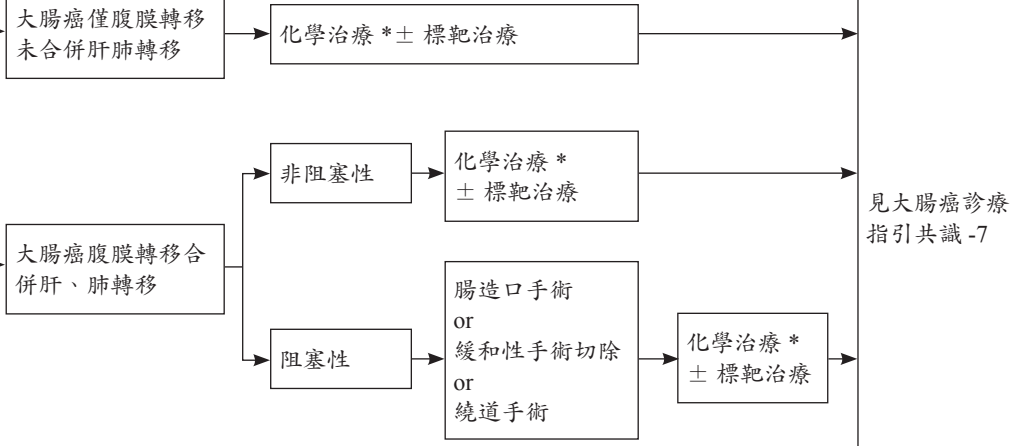 大腸癌僅腹膜轉移
未合併肝肺轉移
化學治療 *± 標靶治療
大腸癌腹膜轉移合
併肝、肺轉移
非阻塞性
化學治療 *
± 標靶治療
阻塞性
腸造口手術
or
緩和性手術切除
or
繞道手術
化學治療 *
± 標靶治療
見大腸癌診療
指引共識 -7